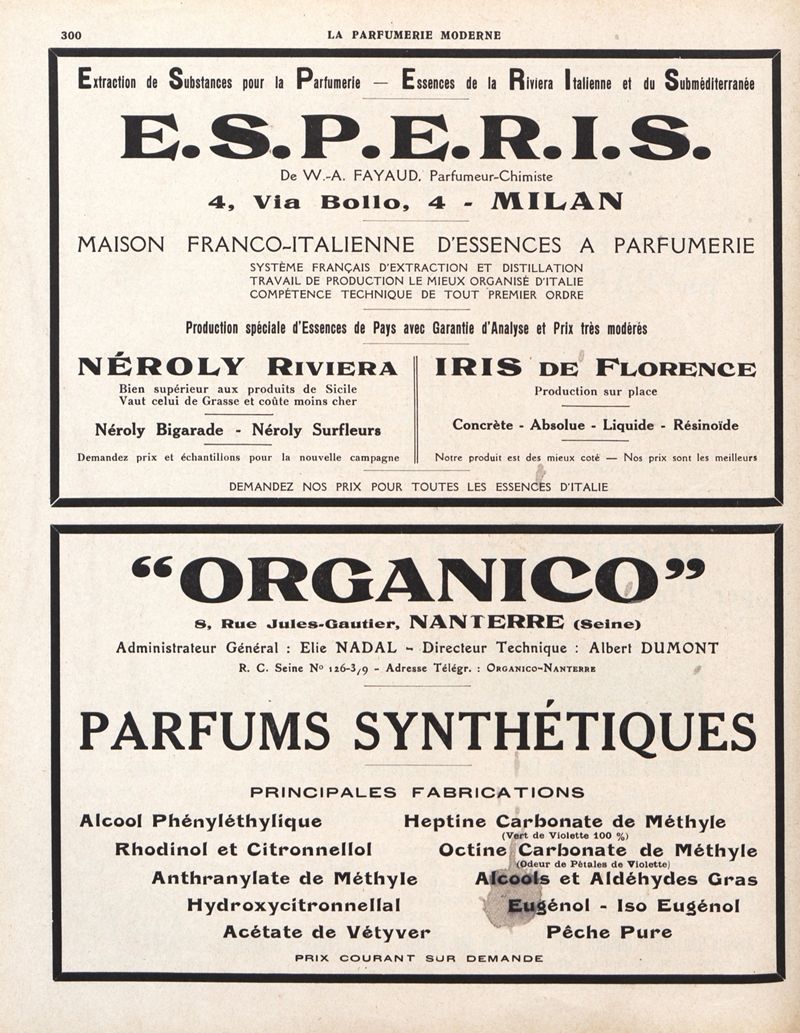 300
LA PARFUMERIE MODERNE
Extraction de Substances pour la Parfumerie — Essences de la Riviera Italienne et du Subméditerranée
E.S.P.E.R.I.S.
De W.-A. FAYAUD, Parfumeur-Chimiste
4, Via Bollo, 4 - MILAN
MAISON FRANCO-ITALIENNE D'ESSENCES A PARFUMERIE
SYSTÈME FRANÇAIS D'EXTRACTION ET DISTILLATION
TRAVAIL DE PRODUCTION LE MIEUX ORGANISÉ D'ITALIE
COMPÉTENCE TECHNIQUE DE TOUT PREMIER ORDRE
Production spéciale d'Essences de Pays avec Garantie d'Analyse et Prix très modérés
NÉROLY RIVIERA
Bien supérieur aux produits de Sicile
Vaut celui de Grasse et coûte moins cher
Néroly Bigarade - Néroly Surfleurs
Demandez prix et échantillons pour la nouvelle campagne
IRIS DE FLORENCE
Production sur place
Concrète - Absolue - Liquide - Résinoïde
Notre produit est des mieux coté — Nos prix sont les meilleurs
DEMANDEZ NOS PRIX POUR TOUTES LES ESSENCES D'ITALIE
"ORGANICO"
8, Rue Jules-Gautier, NANTERRE (Seine)
Administrateur Général : Elie NADAL - Directeur Technique : Albert DUMONT
R. C. Seine Nº 126-3/9 - Adresse Télégr. : ORGANICO-NANTERRE
PARFUMS SYNTHÉTIQUES
PRINCIPALES FABRICATIONS
Alcool Phényléthylique
Rhodinol et Citronnellol
Anthranylate de Méthyle
Hydroxycitronnellal
Acétate de Vétyver
Heptine Carbonate de Méthyle
(Vert de Violette 100 %)
Octine Carbonate de Méthyle
(Odeur de Pétales de Violette)
Alcools et Aldéhydes Gras
Eugénol - Iso Eugénol
Pêche Pure
PRIX COURANT SUR DEMANDE